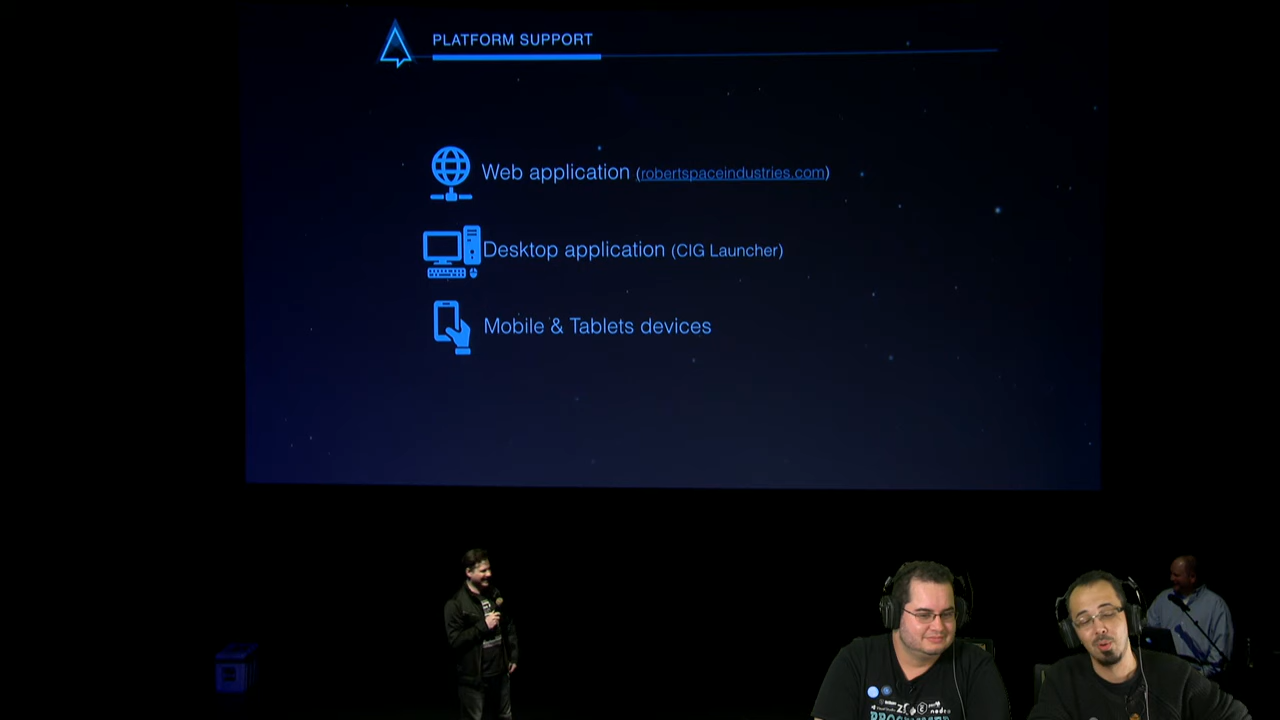 PLATFORM SUPPORT
Web application (robertspaceindustries.com)
Desktop application (CIG Launcher)
Mobile & Tablets devices